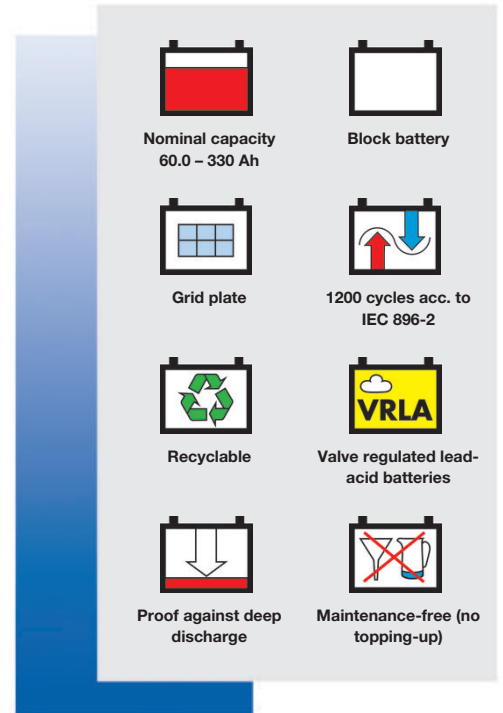 Nominal capacity
60.0 – 330 Ah
Block battery
Grid plate
1200 cycles acc. to
IEC 896-2
Recyclable
VRLA
Valve regulated lead-
acid batteries
Proof against deep
discharge
Maintenance-free (no
topping-up)